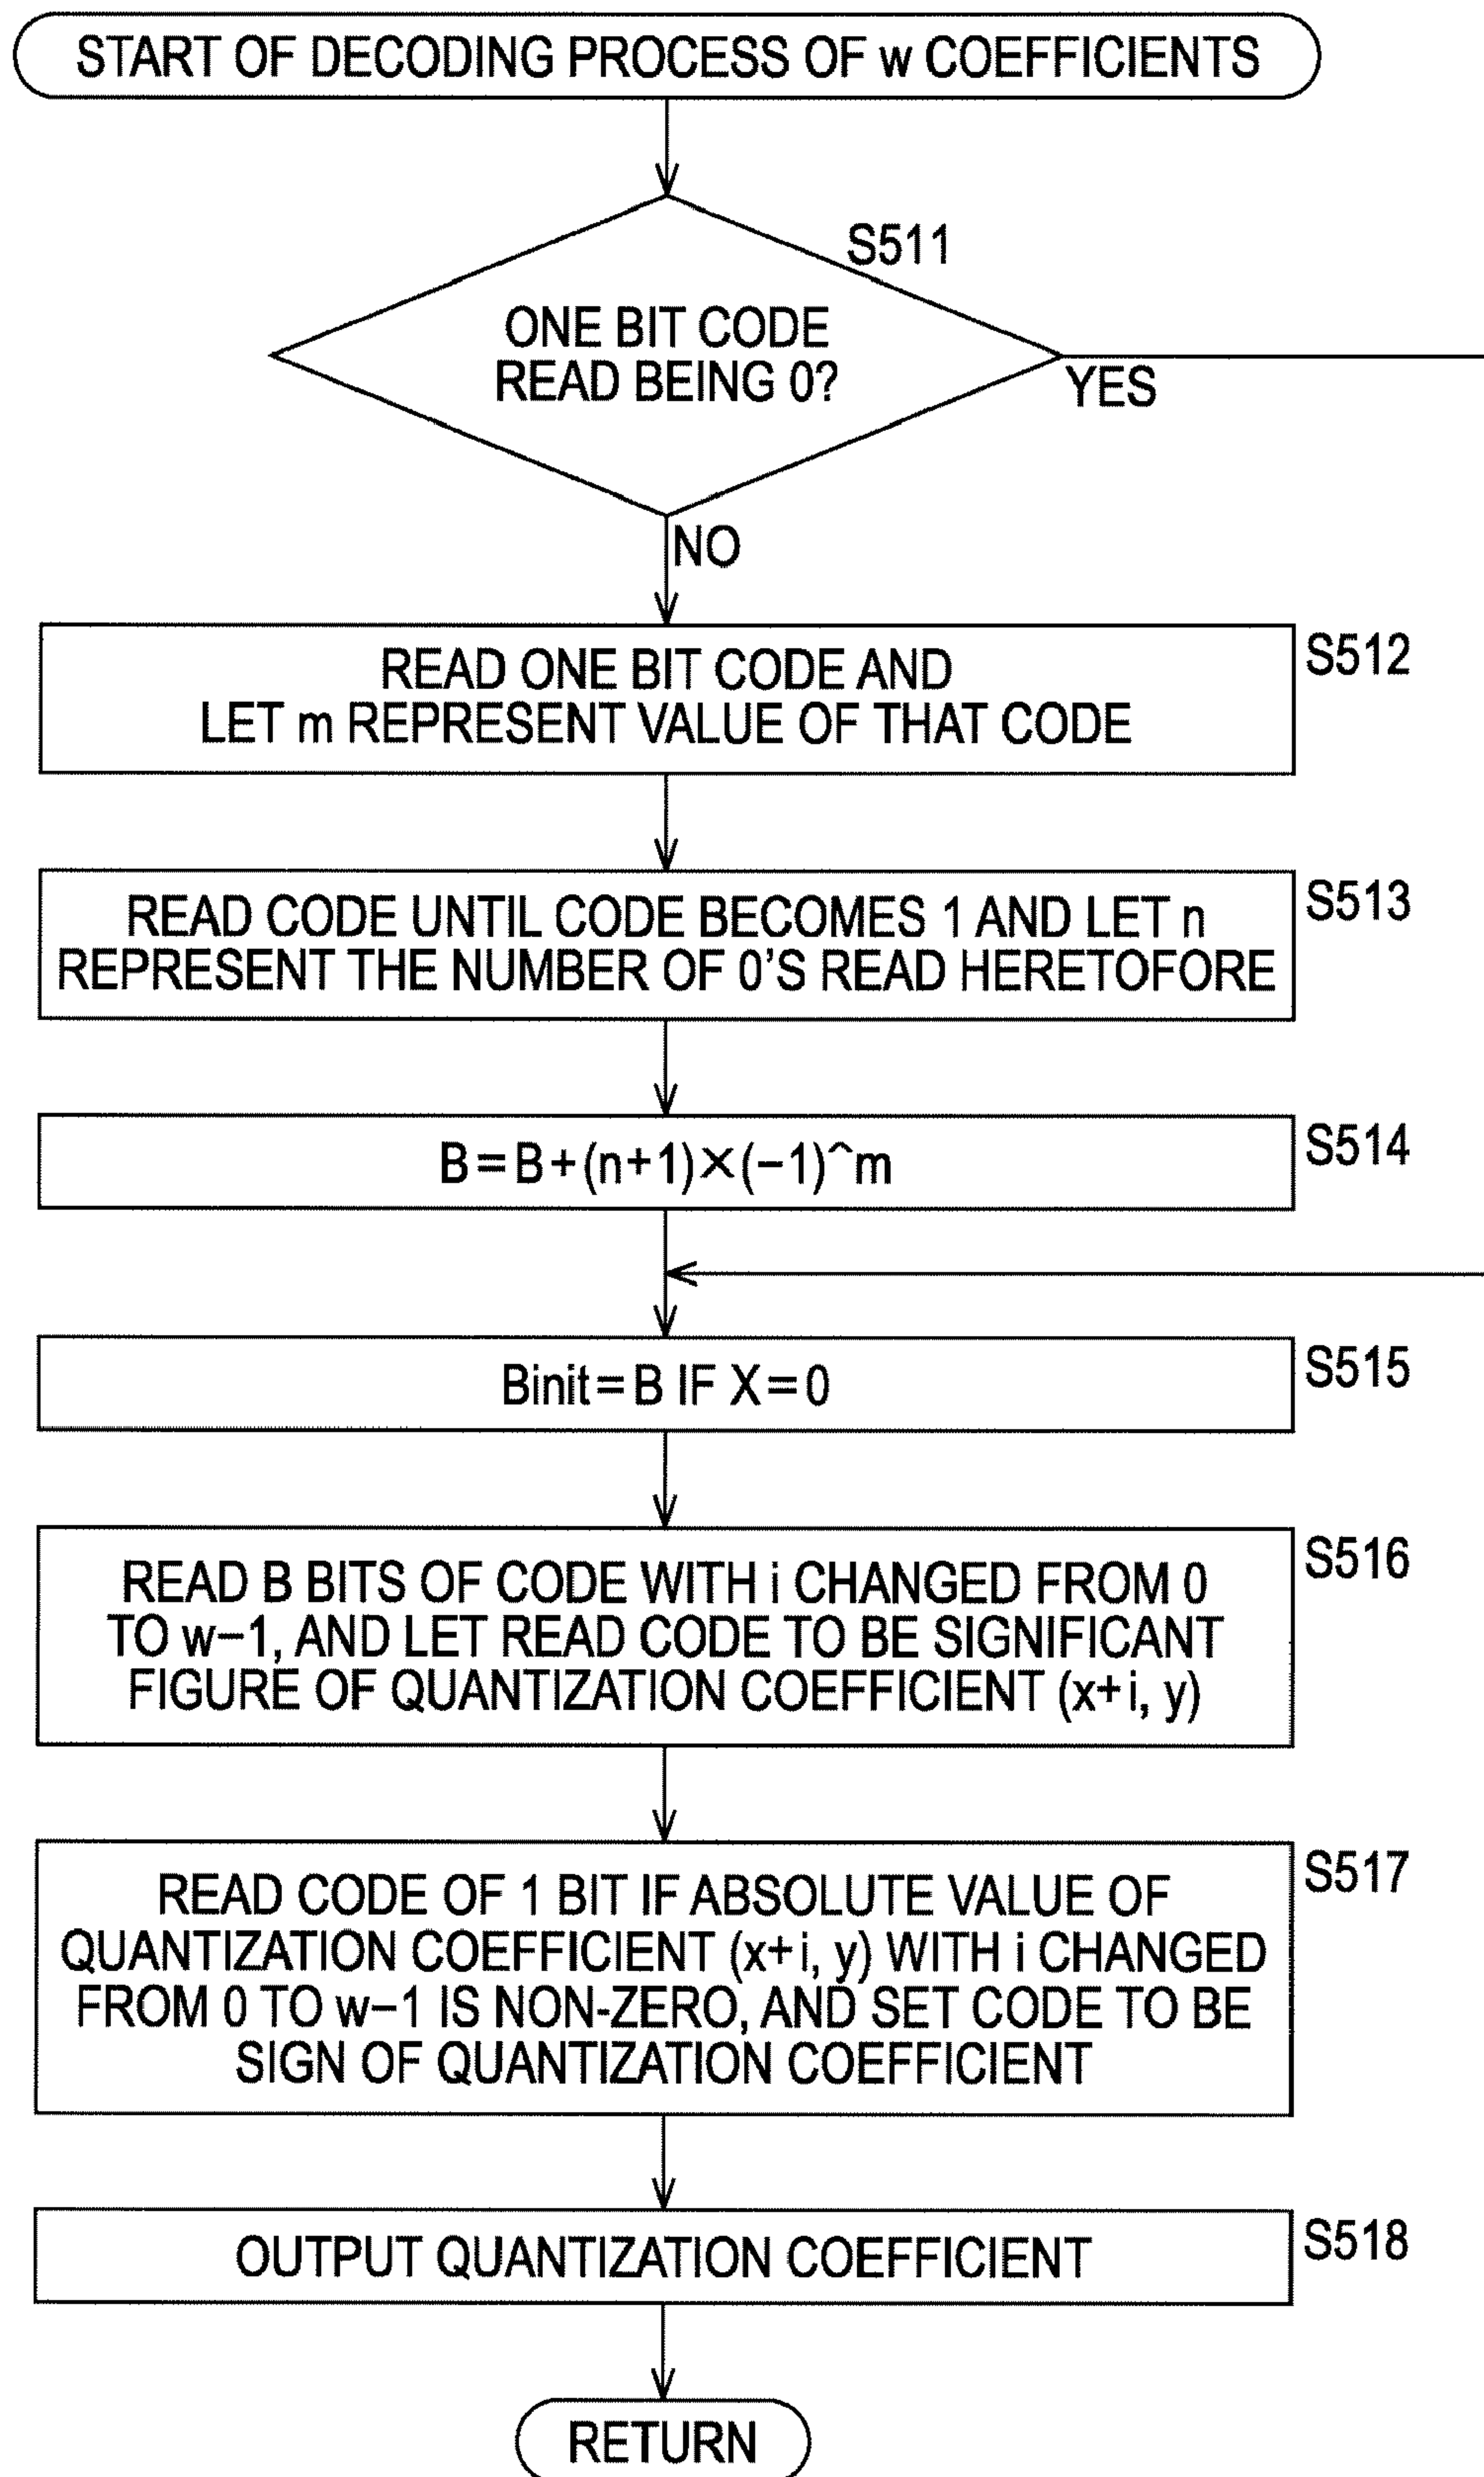 START OF DECODING PROCESS OF w COEFFICIENTS
S511
ONE BIT CODE
READ BEING 0?
YES
NO
S512
READ ONE BIT CODE AND
LET m REPRESENT VALUE OF THAT CODE
S513
READ CODE UNTIL CODE BECOMES 1 AND LET n
REPRESENT THE NUMBER OF 0'S READ HERETOFORE
S514
B=B+(n+1)×(−1)^m
S515
Binit=B IF X=0
S516
READ B BITS OF CODE WITH i CHANGED FROM 0
TO w−1, AND LET READ CODE TO BE SIGNIFICANT
FIGURE OF QUANTIZATION COEFFICIENT (x+i, y)
S517
READ CODE OF 1 BIT IF ABSOLUTE VALUE OF
QUANTIZATION COEFFICIENT (x+i, y) WITH i CHANGED
FROM 0 TO w−1 IS NON-ZERO, AND SET CODE TO BE
SIGN OF QUANTIZATION COEFFICIENT
S518
OUTPUT QUANTIZATION COEFFICIENT
RETURN